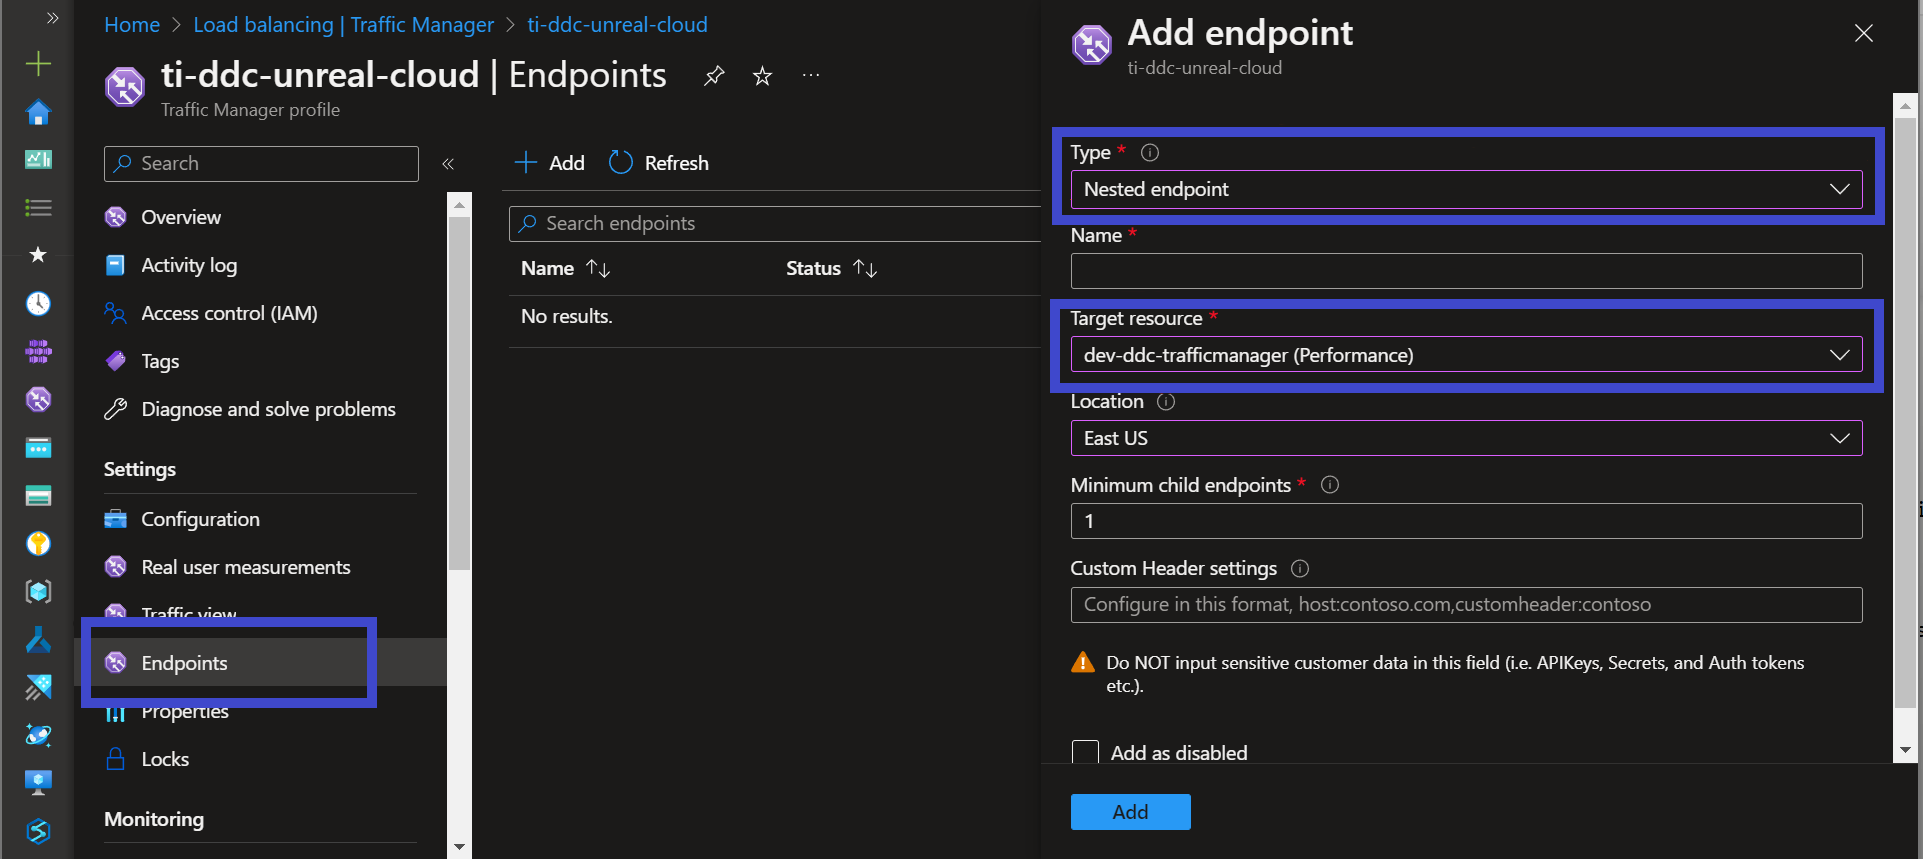 Home > Load balancing | Traffic Manager > ti-ddc-unreal-cloud
ti-ddc-unreal-cloud | Endpoints
Traffic Manager profile
Search
Overview
Activity log
Access control (IAM)
Tags
Diagnose and solve problems
Settings
Configuration
Real user measurements
Traffic view
Endpoints
Properties
Locks
Monitoring
Add
Refresh
Search endpoints
Name Status
No results.
Add endpoint
ti-ddc-unreal-cloud
Type *
Nested endpoint
Name *
Target resource *
dev-ddc-trafficmanager (Performance)
Location
East US
Minimum child endpoints *
1
Custom Header settings
Configure in this format, host:contoso.com,customheader:contoso
Do NOT input sensitive customer data in this field (i.e. APIKeys, Secrets, and Auth tokens
etc.).
Add as disabled
Add